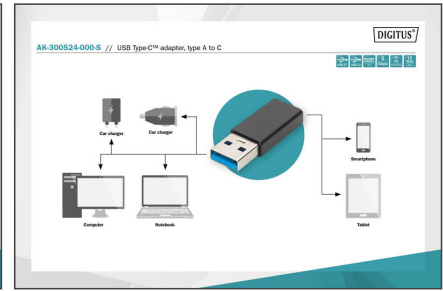 DIGITUS®
AK-300524-000-S // USB Type-C™ adapter, type A to C
Car charger
Car charger
Smartphone
Computer
Notebook
Tablet